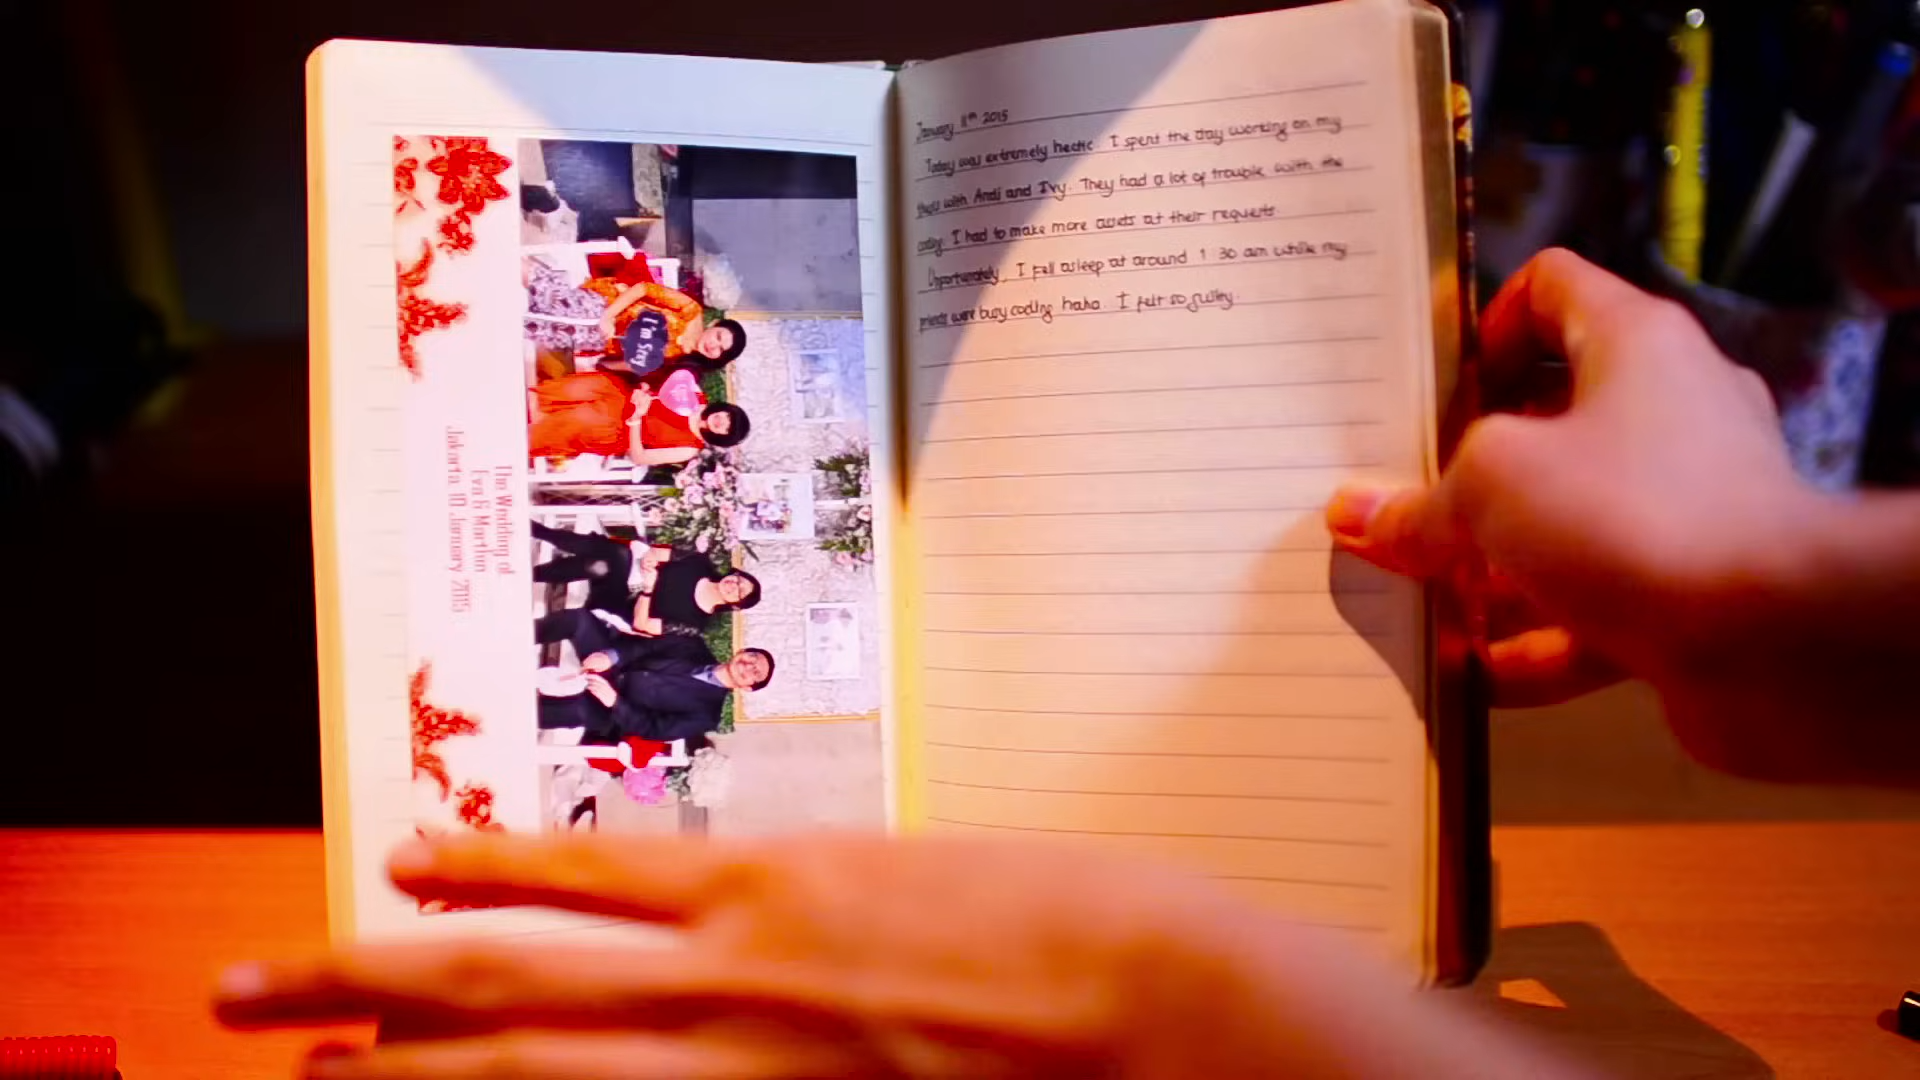 The Wedding of
Eva & Martin
Jakarta, 10 January 2015
I'm Sexy
January 11th 2015
Today was extremely hectic. I spent the day working on my
thesis with Andi and Ivy. They had a lot of trouble with the
coding. I had to make more assets at their requests.
Unfortunately, I fell asleep at around 1:30 am while my
friends were busy coding haha. I felt so guilty.